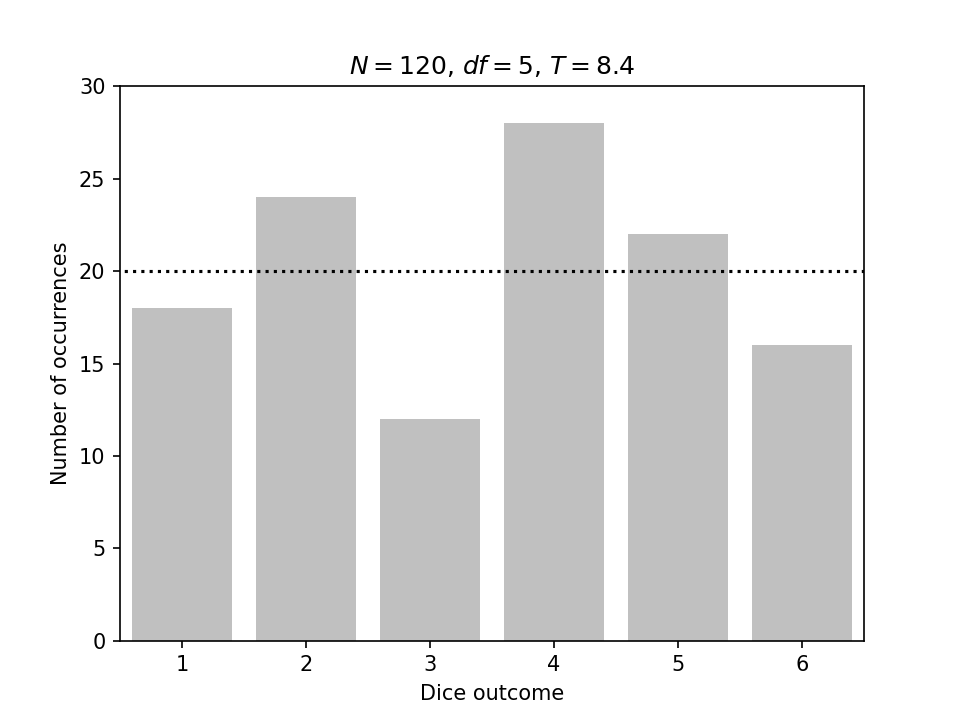 N = 120, df = 5, T = 8.4
30
25
20
15
10
5
0
Number of occurrences
1 2 3 4 5 6
Dice outcome